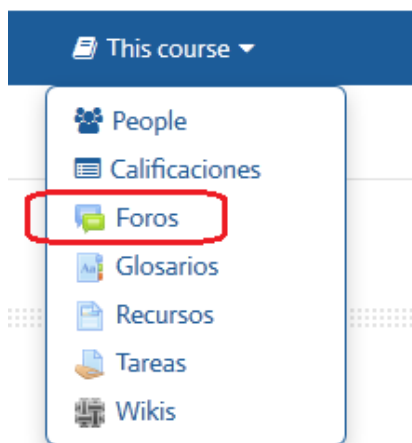 This course
People
Calificaciones
Foros
Glosarios
Recursos
Tareas
Wikis